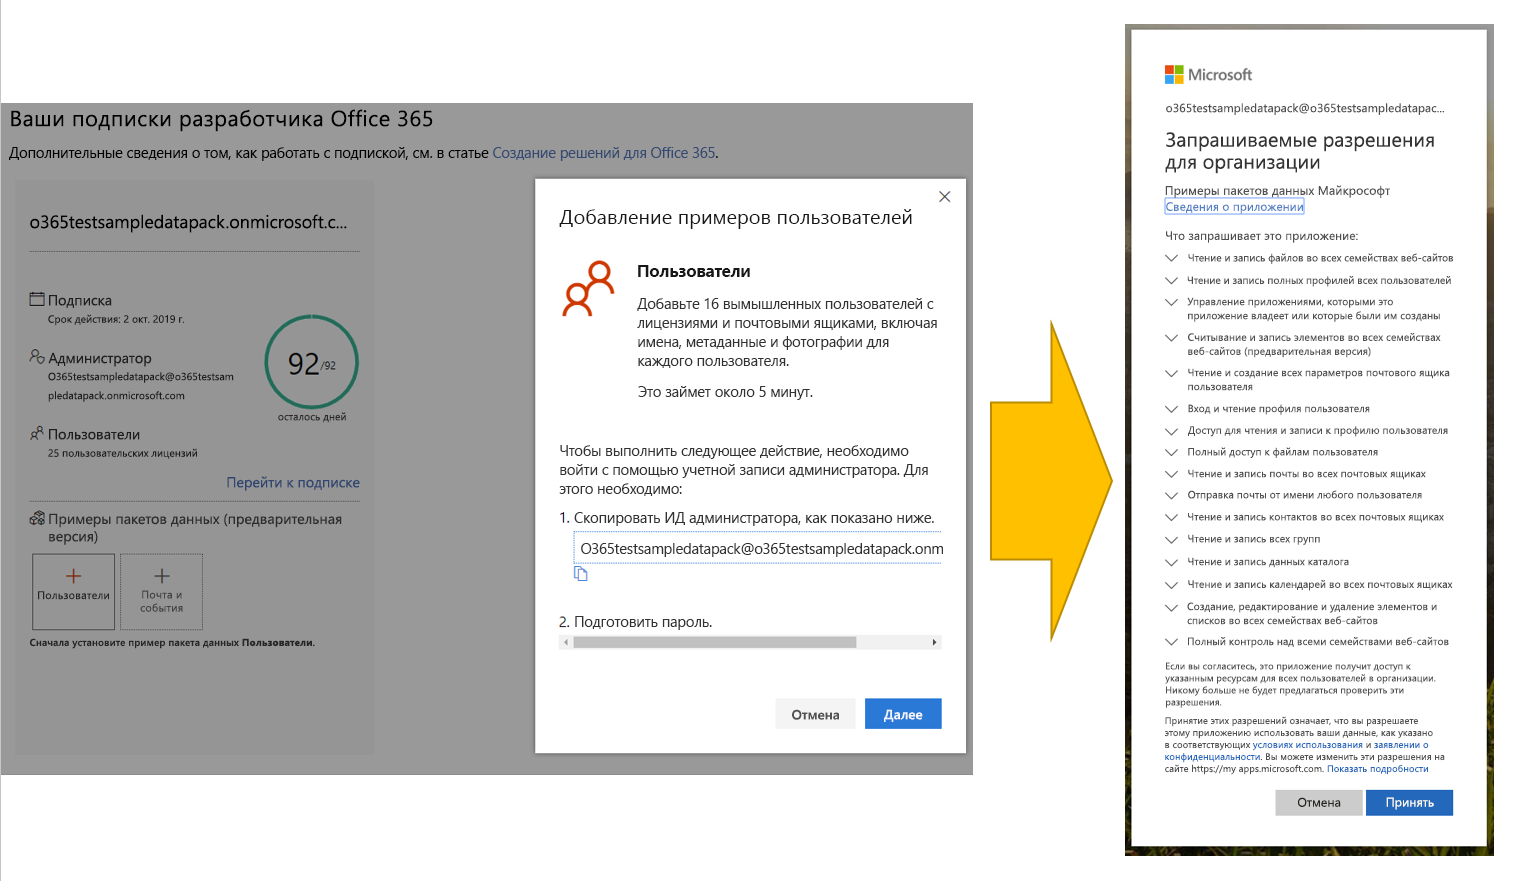 Ваши подписки разработчика Office 365
Дополнительные сведения о том, как работать с подпиской, см. в статье Создание решений для Office 365.
o365testsampledatapack.onmicrosoft.c...
Подписка
Срок действия: 2 окт. 2019 г.
Администратор
O365testsampledatapack@o365testsam
pledatapack.onmicrosoft.com
92/92
осталось дней
Пользователи
25 пользовательских лицензий
Перейти к подписке
Примеры пакетов данных (предварительная
версия)
Пользователи
Почта и
события
Сначала установите пример пакета данных Пользователи.
Добавление примеров пользователей
Пользователи
Добавьте 16 вымышленных пользователей с
лицензиями и почтовыми ящиками, включая
имена, метаданные и фотографии для
каждого пользователя.
Это займет около 5 минут.
Чтобы выполнить следующее действие, необходимо
войти с помощью учетной записи администратора. Для
этого необходимо:
1. Скопировать ИД администратора, как показано ниже.
O365testsampledatapack@o365testsampledatapack.onm
2. Подготовить пароль.
Отмена
Далее
Microsoft
o365testsampledatapack@o365testsampledatapac...
Запрашиваемые разрешения
для организации
Примеры пакетов данных Майкрософт
Сведения о приложении
Что запрашивает это приложение:
Чтение и запись файлов во всех семействах веб-сайтов
Чтение и запись полных профилей всех пользователей
Управление приложениями, которыми это
приложение владеет или которые были им созданы
Считывание и запись элементов во всех семействах
веб-сайтов (предварительная версия)
Чтение и создание всех параметров почтового ящика
пользователя
Вход и чтение профиля пользователя
Доступ для чтения и записи к профилю пользователя
Полный доступ к файлам пользователя
Чтение и запись почты во всех почтовых ящиках
Отправка почты от имени любого пользователя
Чтение и запись контактов во всех почтовых ящиках
Чтение и запись всех групп
Чтение и запись данных каталога
Чтение и запись календарей во всех почтовых ящиках
Создание, редактирование и удаление элементов и
списков во всех семействах веб-сайтов
Полный контроль над всеми семействами веб-сайтов
Если вы согласитесь, это приложение получит доступ к
указанным ресурсам для всех пользователей в организации.
Никому больше не будет предлагаться проверить эти
разрешения.
Принятие этих разрешений означает, что вы разрешаете
этому приложению использовать ваши данные, как указано
в соответствующих условиях использования и заявлении о
конфиденциальности. Вы можете изменить эти разрешения на
сайте https://my apps.microsoft.com. Показать подробности
Отмена
Принять